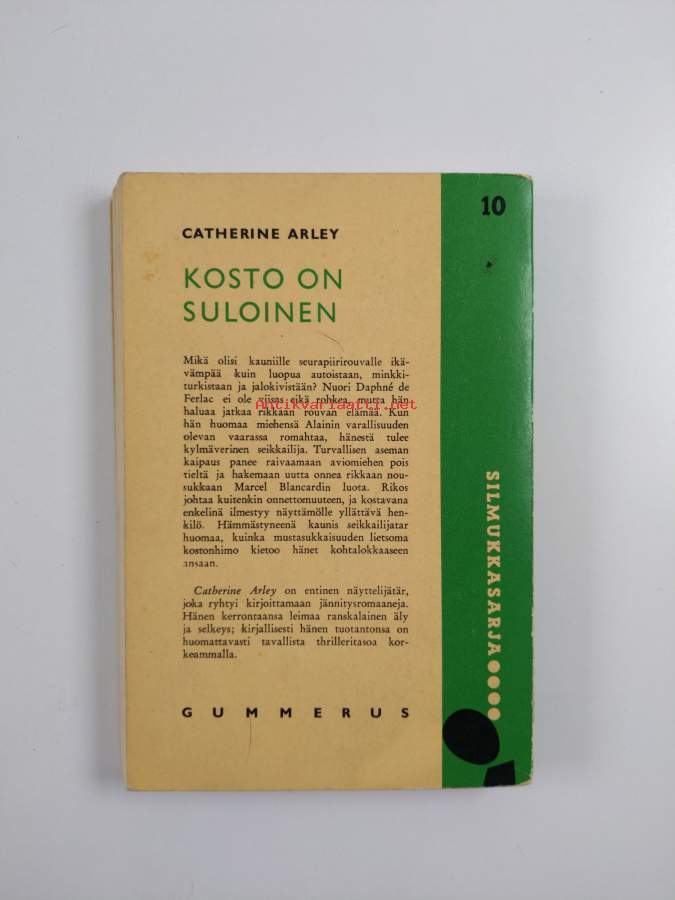 10
CATHERINE ARLEY
KOSTO ON
SULOINEN
Mikä olisi kauniille seurapiirirouvalle ikä-
vämpää kuin luopua autoistaan, minkki-
turkistaan ja jalokivistään? Nuori Daphné de
Ferlac ei ole viisas eikä rohkea, mutta hän
haluaa jatkaa rikkaan rouvan elämää. Kun
hän huomaa miehensä Alainin varallisuuden
olevan vaarassa romahtaa, hänestä tulee
kylmäverinen seikkailija. Turvallisen aseman
kaipaus panee raivaamaan aviomiehen pois
tieltä ja hakemaan uutta onnea rikkaan nou-
sukkaan Marcel Blancardin luota. Rikos
johtaa kuitenkin onnettomuuteen, ja kostavana
enkelinä ilmestyy näyttämölle yllättävä hen-
kilö. Hämmästyneenä kaunis seikkailijatar
huomaa, kuinka mustasukkaisuuden lietsoma
kostonhimo kietoo hänet kohtalokkaaseen
ansaan.
Catherine Arley on entinen näyttelijätär,
joka ryhtyi kirjoittamaan jännitysromaaneja.
Hänen kerrontaansa leimaa ranskalainen äly
ja selkeys; kirjallisesti hänen tuotantonsa on
huomattavasti tavallista thrilleritasoa kor-
keammalla.
GUMMERUS
SILMUKKASARJA
Antikvariaatti.net